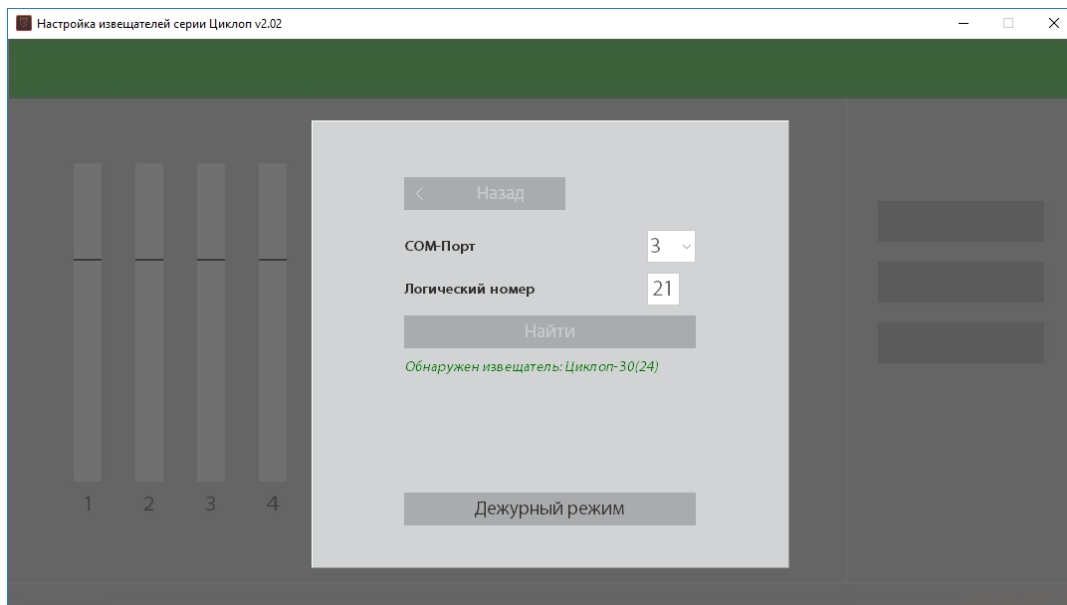 Настройка извещателей серии Циклоп v2.02
Назад
COM-Порт 3
Логический номер 21
Найти
Обнаружен извещатель: Циклоп-30(24)
1 2 3 4
Дежурный режим